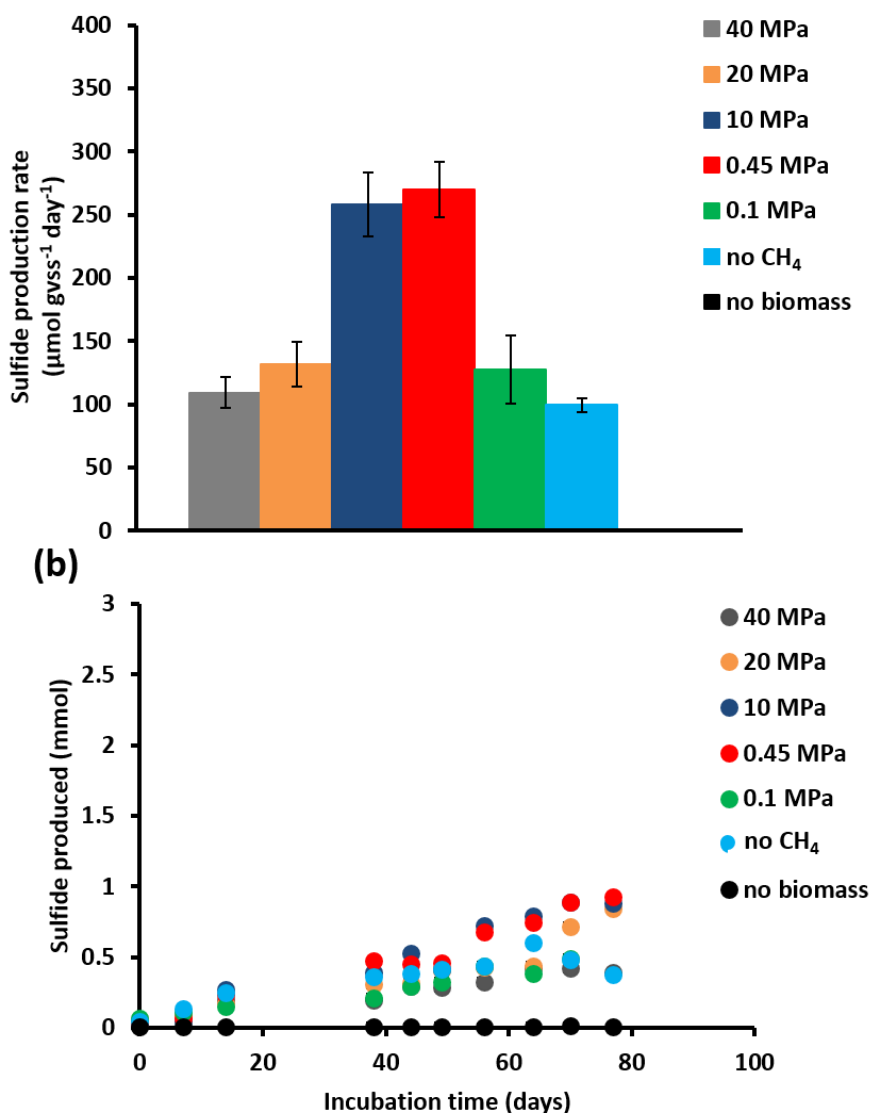 400
350
300
250
200
150
100
50
0
Sulfide production rate
(µmol gvss⁻¹ day⁻¹)
40 MPa
20 MPa
10 MPa
0.45 MPa
0.1 MPa
no CH₄
no biomass
(b)
3
2.5
2
1.5
1
0.5
0
Sulfide produced (mmol)
40 MPa
20 MPa
10 MPa
0.45 MPa
0.1 MPa
no CH₄
no biomass
0 20 40 60 80 100
Incubation time (days)